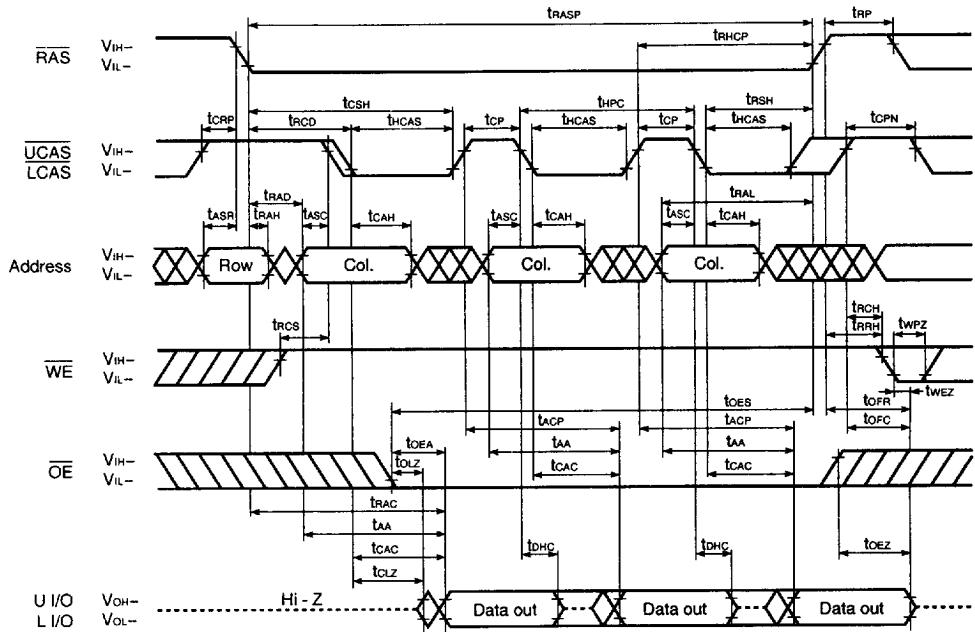 tRASP tRP
RAS VIH– VIL– tRHCP
tCSH tHPC tRSH
tCRP tRCD tHCAS tCP tHCAS tCP tHCAS tCPN
UCAS LCAS VIH– VIL–
tRAD tRAL
tASR tRAH tASC tCAH tASC tCAH tASC tCAH
Address VIH– VIL– Row Col. Col. Col.
tRCS tRCH tWPZ
tRRH
WE VIH– VIL–
tWEZ
tOES tOFR
tACP tACP tOFC
tOEA tAA tAA
OE VIH– VIL– tOLZ tCAC tCAC
tRAC
tAA
tCAC tDHC tDHC tOEZ
tCLZ
U I/O L I/O VOH– VOL– Hi - Z Data out Data out Data out